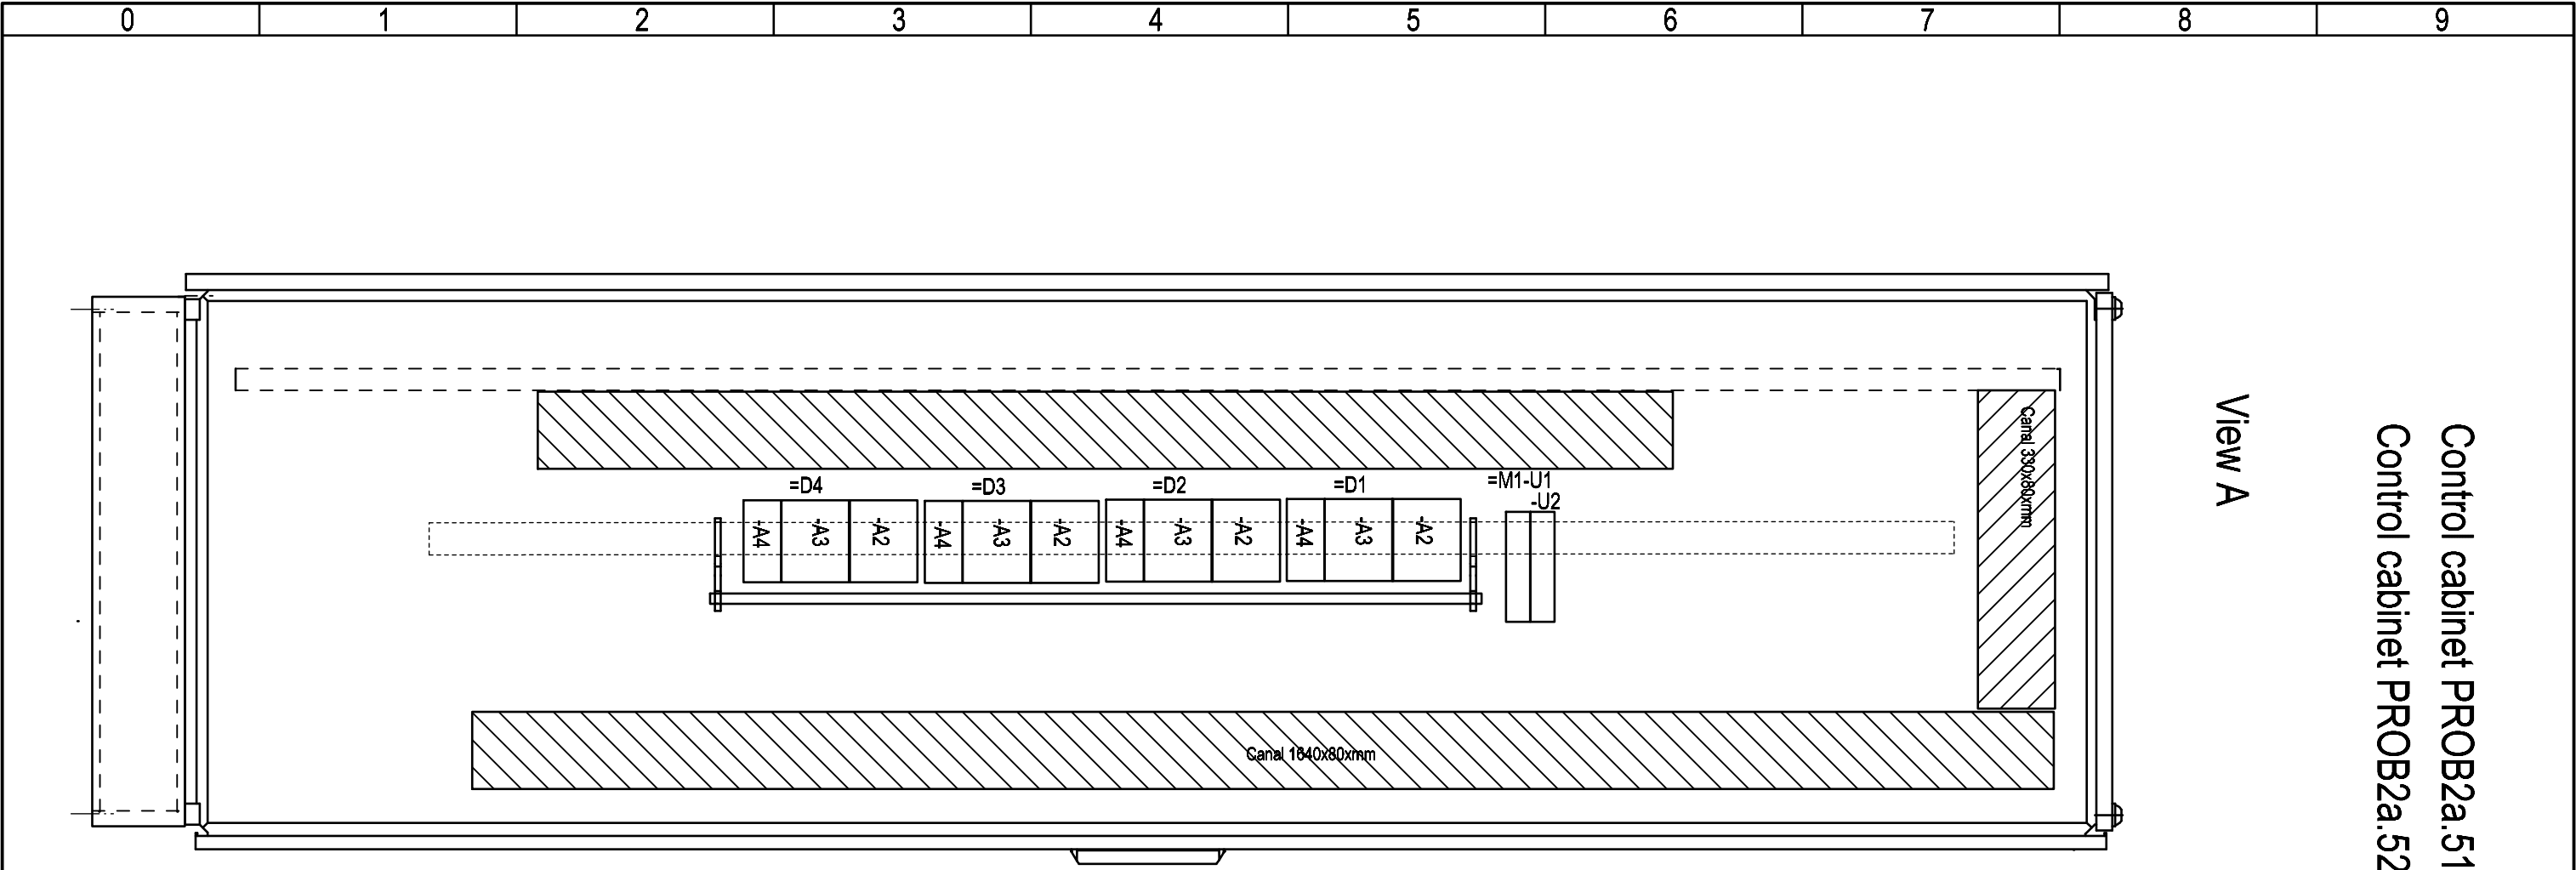 0 1 2 3 4 5 6 7 8 9
Control cabinet PROB2a.51
Control cabinet PROB2a.52
View A
Canal 330x80xmm
=D4 =D3 =D2 =D1 =M1-U1
-U2
-A4 -A3 -A2 -A4 -A3 -A2 -A4 -A3 -A2 -A4 -A3 -A2
Canal 1640x80xmm